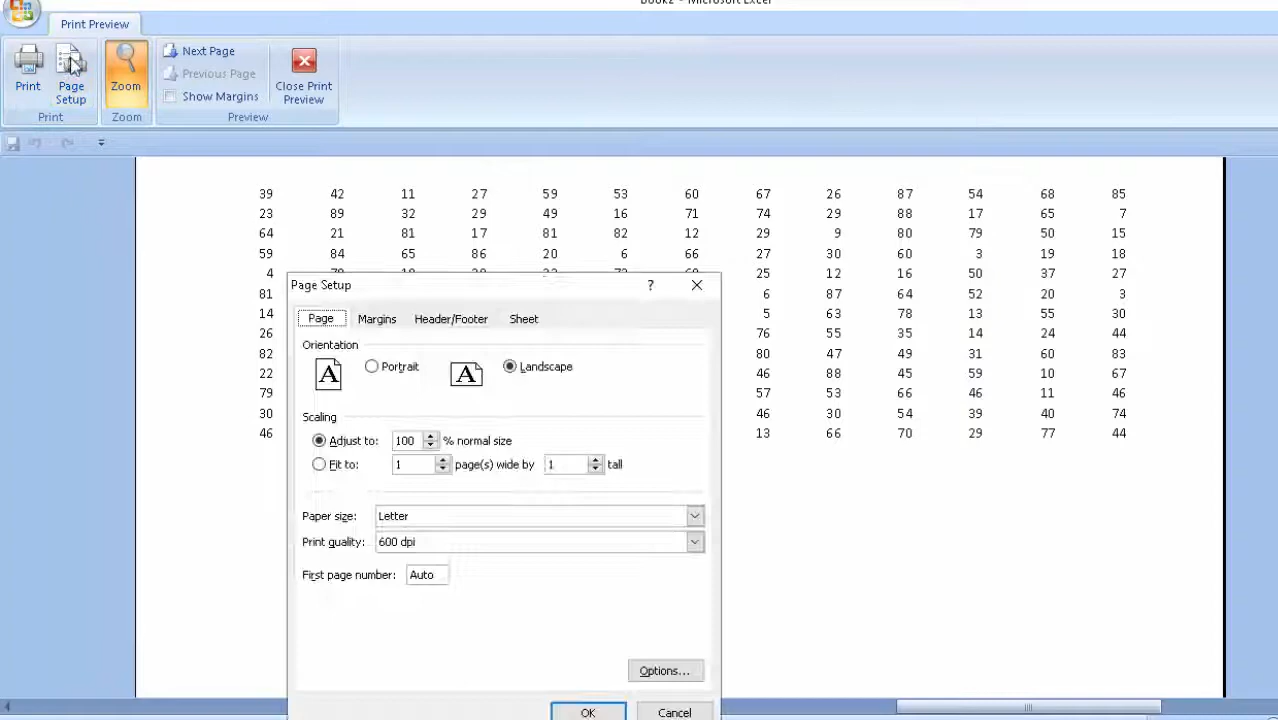 Book2 - Microsoft Excel
Print Preview
Print
Page Setup
Zoom
Next Page
Previous Page
Show Margins
Close Print Preview
Print
Zoom
Preview
39 42 11 27 59 53 60 67 26 87 54 68 85
23 89 32 29 49 16 71 74 29 88 17 65 7
64 21 81 17 81 82 12 29 9 80 79 50 15
59 84 65 86 20 6 66 27 30 60 3 19 18
4 25 12 16 50 37 27
81 6 87 64 52 20 3
14 5 63 78 13 55 30
26 76 55 35 14 24 44
82 80 47 49 31 60 83
22 46 88 45 59 10 67
79 57 53 66 46 11 46
30 46 30 54 39 40 74
46 13 66 70 29 77 44
Page Setup
? 
Page Margins Header/Footer Sheet
Orientation
A Portrait A Landscape
Scaling
Adjust to: 100 % normal size
Fit to: 1 page(s) wide by 1 tall
Paper size: Letter
Print quality: 600 dpi
First page number: Auto
Options...
OK Cancel